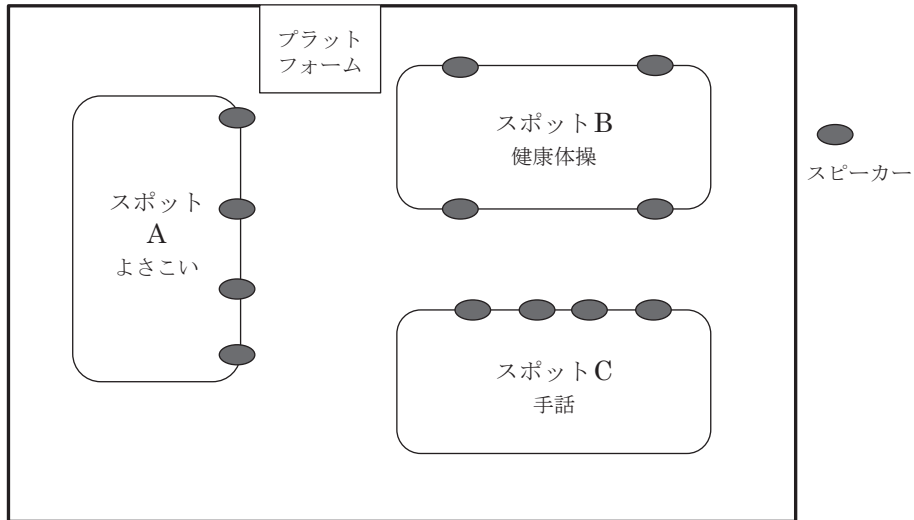 プラット
フォーム
スポットB
健康体操
スピーカー
スポット
A
よさこい
スポットC
手話